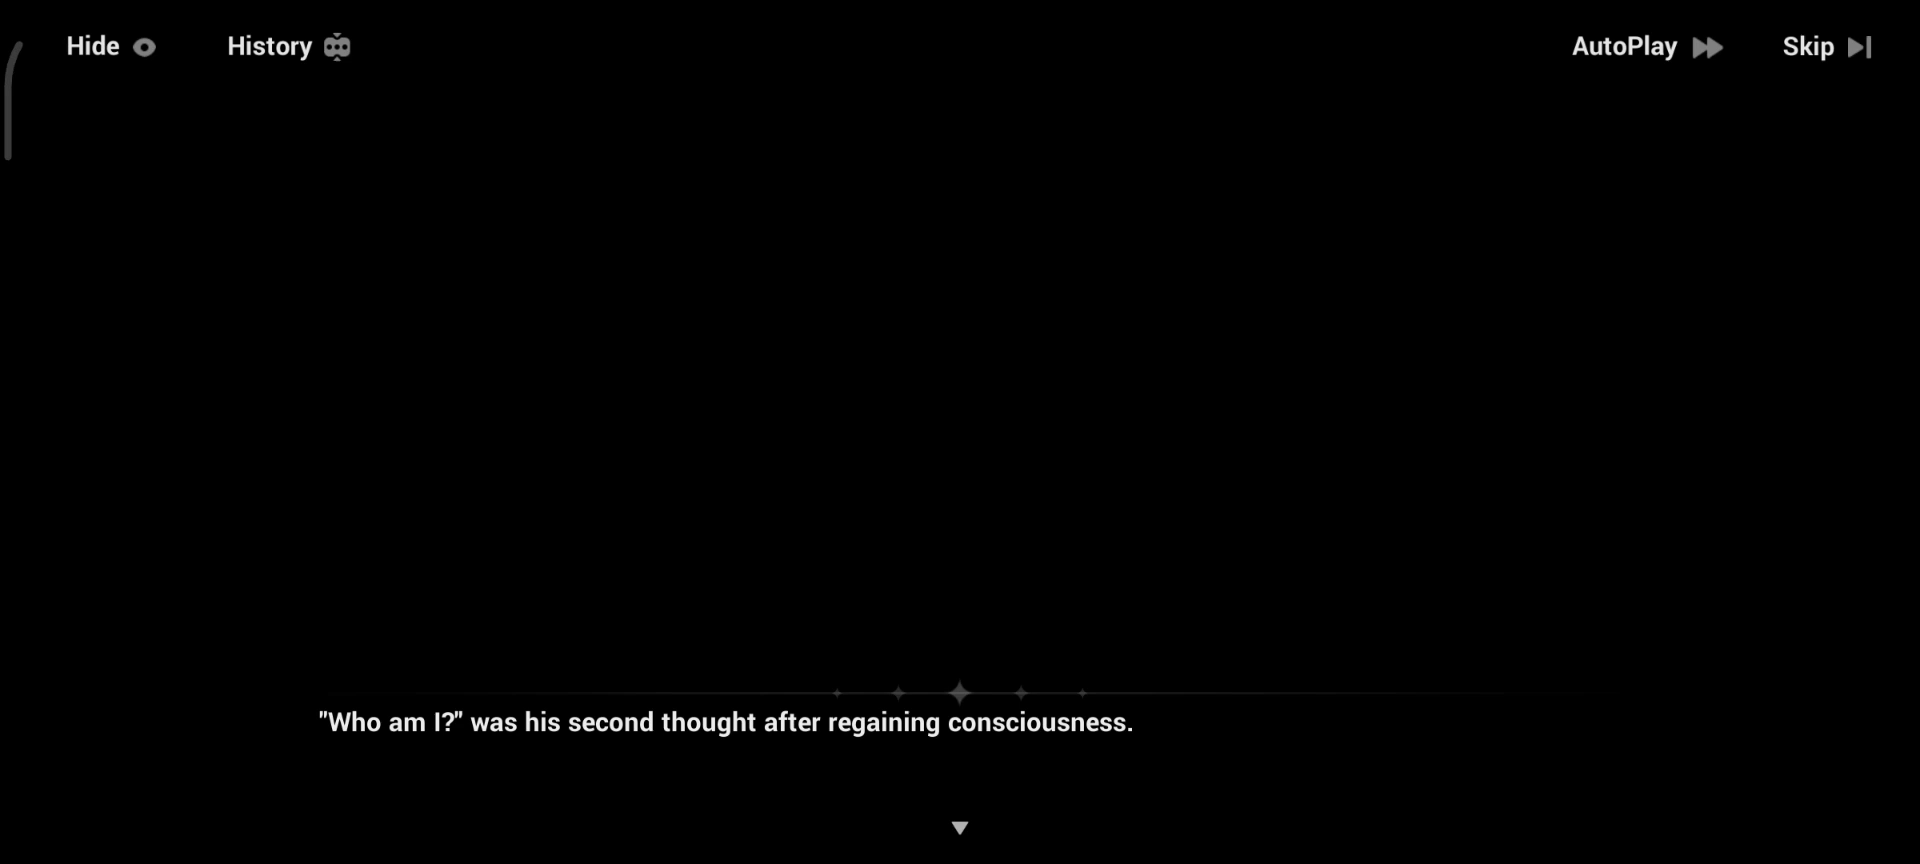 Hide
History
AutoPlay
Skip
"Who am I?" was his second thought after regaining consciousness.